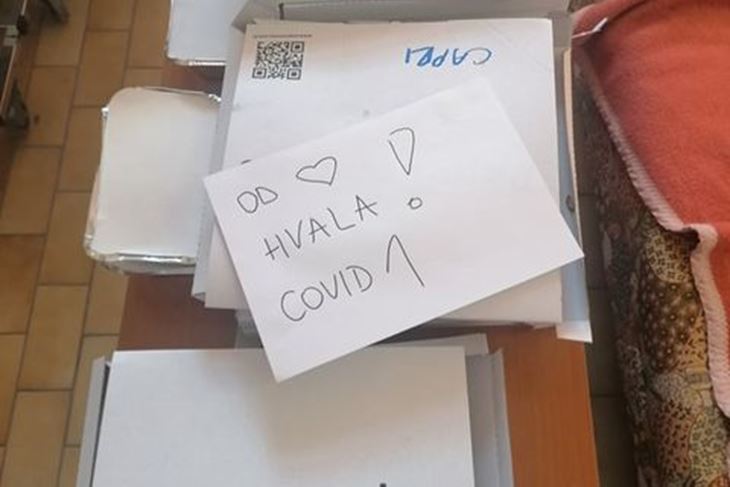 CAPRI
OD ♡ !
HVALA
COVID 1